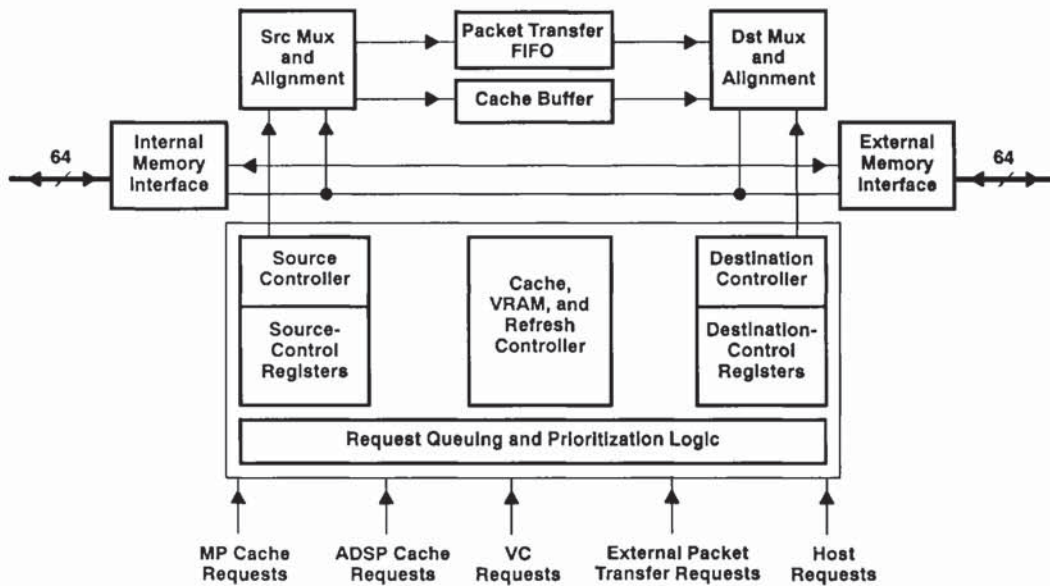 Src Mux
and
Alignment
Packet Transfer
FIFO
Cache Buffer
Dst Mux
and
Alignment
64
Internal
Memory
Interface
External
Memory
Interface
64
Source
Controller
Source-
Control
Registers
Cache,
VRAM, and
Refresh
Controller
Destination
Controller
Destination-
Control
Registers
Request Queuing and Prioritization Logic
MP Cache
Requests
ADSP Cache
Requests
VC
Requests
External Packet
Transfer Requests
Host
Requests